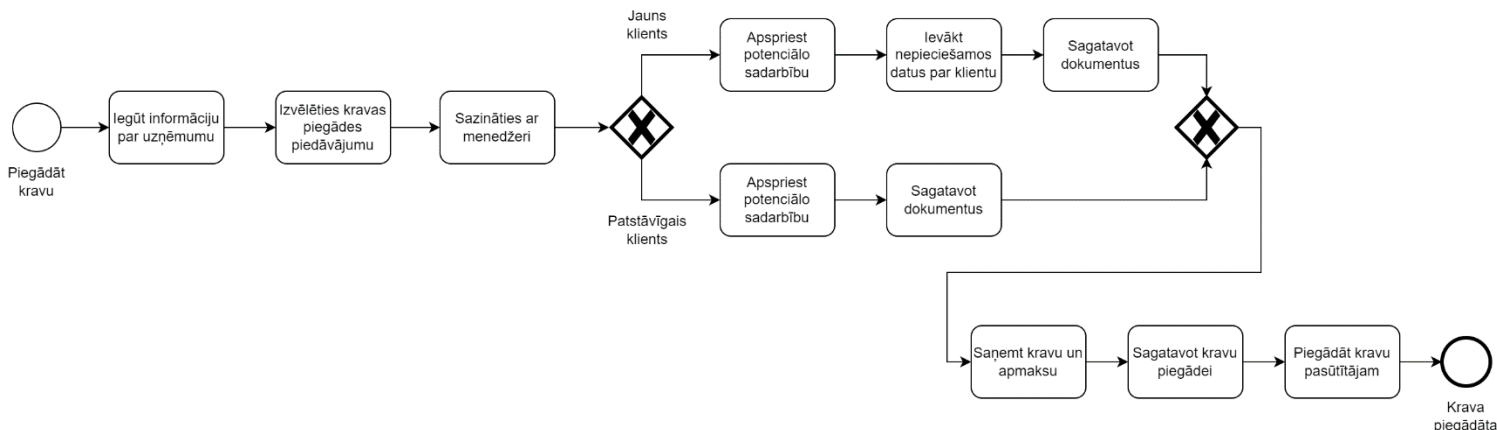 Piegādāt
kravu
Iegūt informāciju
par uzņēmumu
Izvēlēties kravas
piegādes
piedāvājumu
Sazināties ar
menedžeri
Jauns
klients
Apspriest
potenciālo
sadarbību
Ievākt
nepieciešamos
datus par klientu
Sagatavot
dokumentus
Patstāvīgais
klients
Apspriest
potenciālo
sadarbību
Sagatavot
dokumentus
Saņemt kravu un
apmaksu
Sagatavot kravu
piegādei
Piegādāt kravu
pasūtītājam
Krava
piegādāta